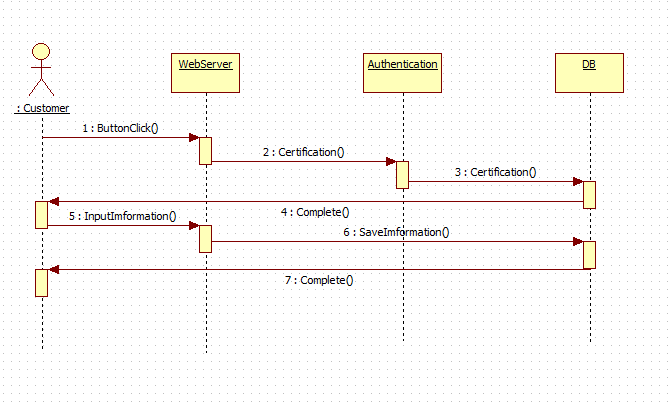 WebServer
Authentication
DB
: Customer
1 : ButtonClick()
2 : Certification()
3 : Certification()
4 : Complete()
5 : InputImformation()
6 : SaveImformation()
7 : Complete()